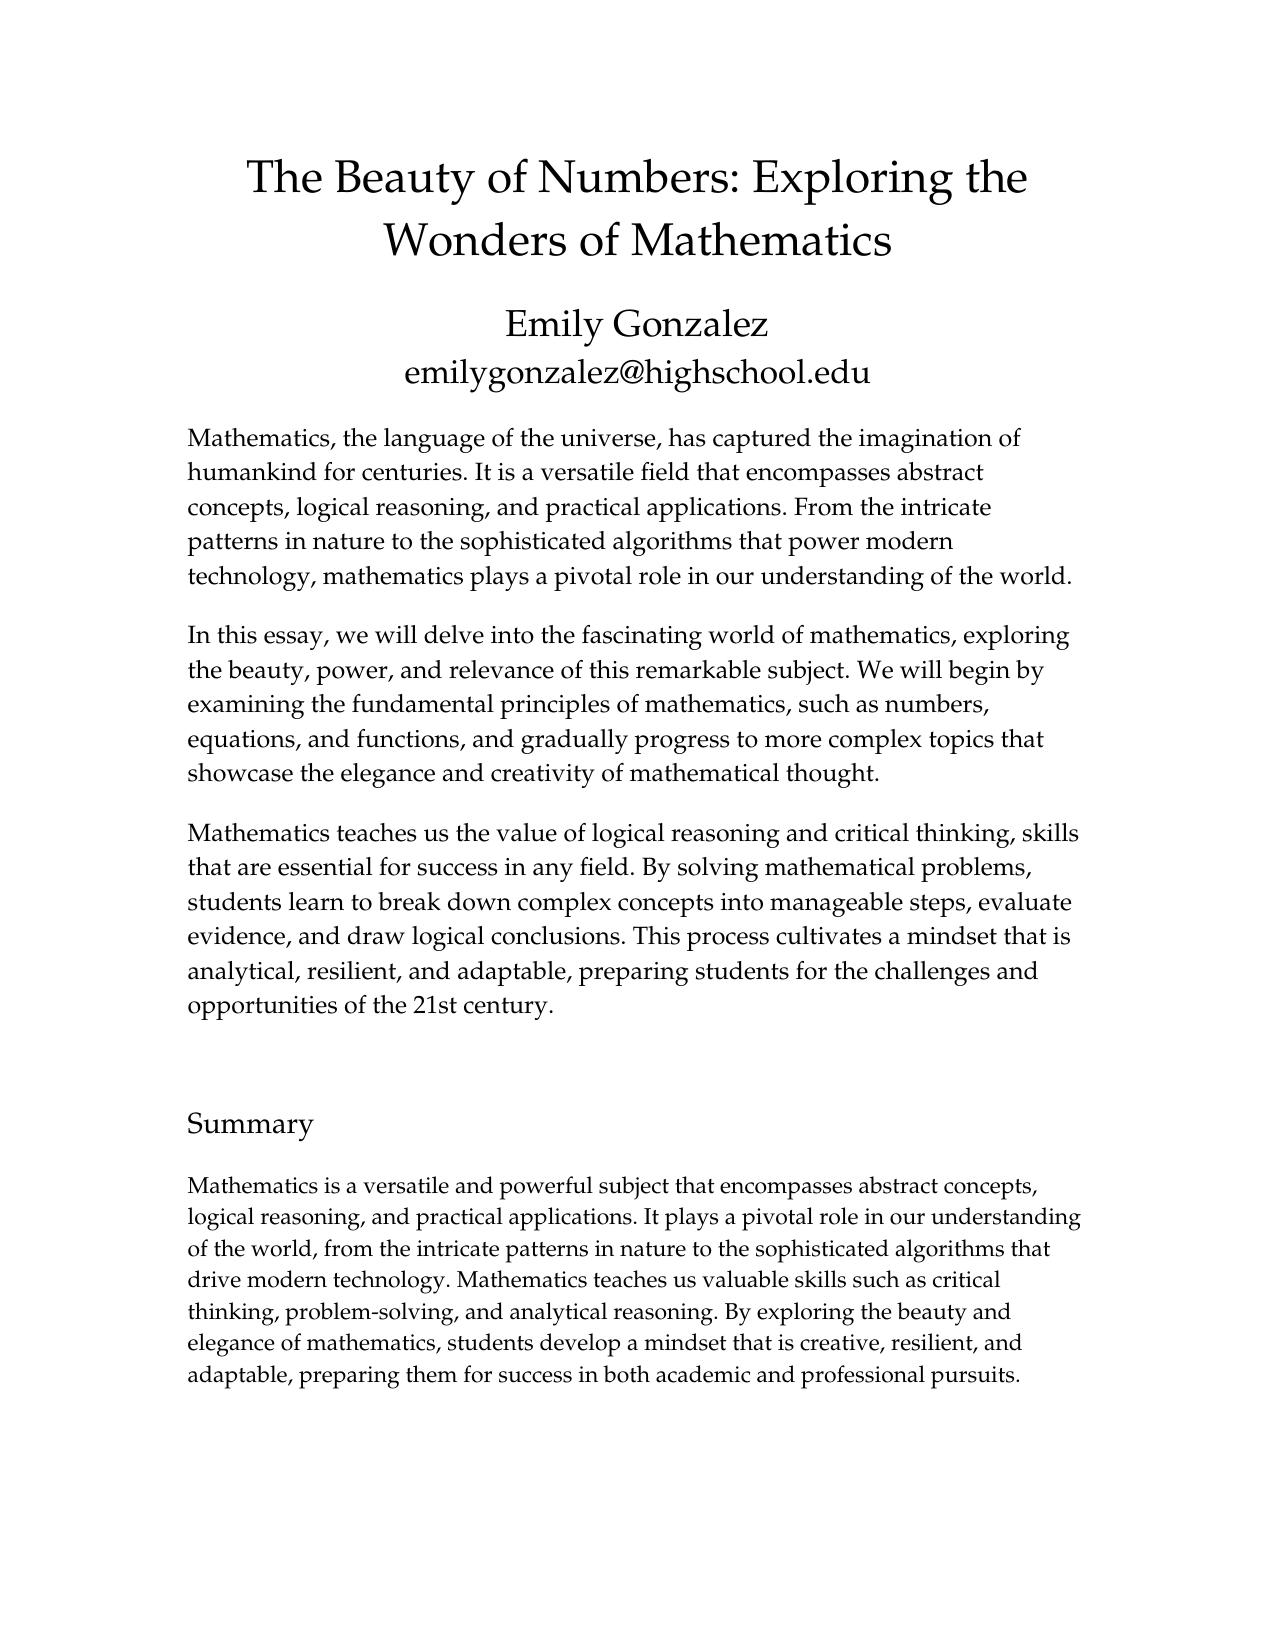 The Beauty of Numbers: Exploring the
Wonders of Mathematics
Emily Gonzalez
emilygonzalez@highschool.edu
Mathematics, the language of the universe, has captured the imagination of
humankind for centuries. It is a versatile field that encompasses abstract
concepts, logical reasoning, and practical applications. From the intricate
patterns in nature to the sophisticated algorithms that power modern
technology, mathematics plays a pivotal role in our understanding of the world.
In this essay, we will delve into the fascinating world of mathematics, exploring
the beauty, power, and relevance of this remarkable subject. We will begin by
examining the fundamental principles of mathematics, such as numbers,
equations, and functions, and gradually progress to more complex topics that
showcase the elegance and creativity of mathematical thought.
Mathematics teaches us the value of logical reasoning and critical thinking, skills
that are essential for success in any field. By solving mathematical problems,
students learn to break down complex concepts into manageable steps, evaluate
evidence, and draw logical conclusions. This process cultivates a mindset that is
analytical, resilient, and adaptable, preparing students for the challenges and
opportunities of the 21st century.
Summary
Mathematics is a versatile and powerful subject that encompasses abstract concepts,
logical reasoning, and practical applications. It plays a pivotal role in our understanding
of the world, from the intricate patterns in nature to the sophisticated algorithms that
drive modern technology. Mathematics teaches us valuable skills such as critical
thinking, problem-solving, and analytical reasoning. By exploring the beauty and
elegance of mathematics, students develop a mindset that is creative, resilient, and
adaptable, preparing them for success in both academic and professional pursuits.